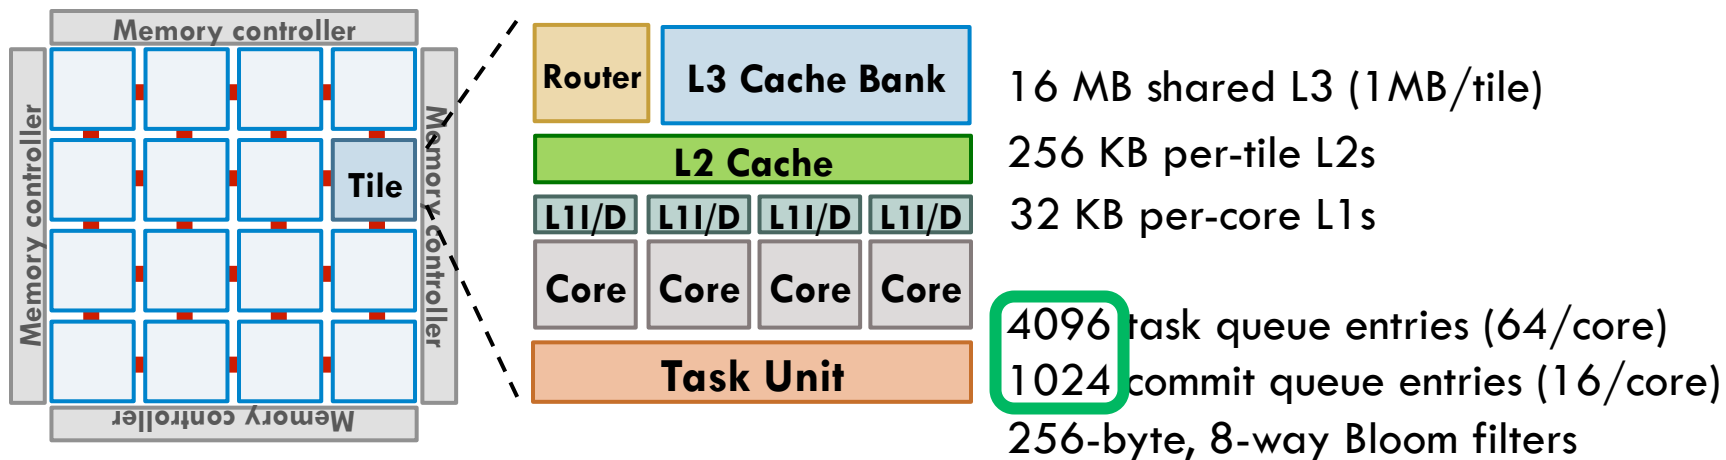 Memory controller
Memory controller
Memory controller
Memory controller
Tile
Router
L3 Cache Bank
L2 Cache
L1I/D L1I/D L1I/D L1I/D
Core Core Core Core
Task Unit
16 MB shared L3 (1MB/tile)
256 KB per-tile L2s
32 KB per-core L1s
4096 task queue entries (64/core)
1024 commit queue entries (16/core)
256-byte, 8-way Bloom filters